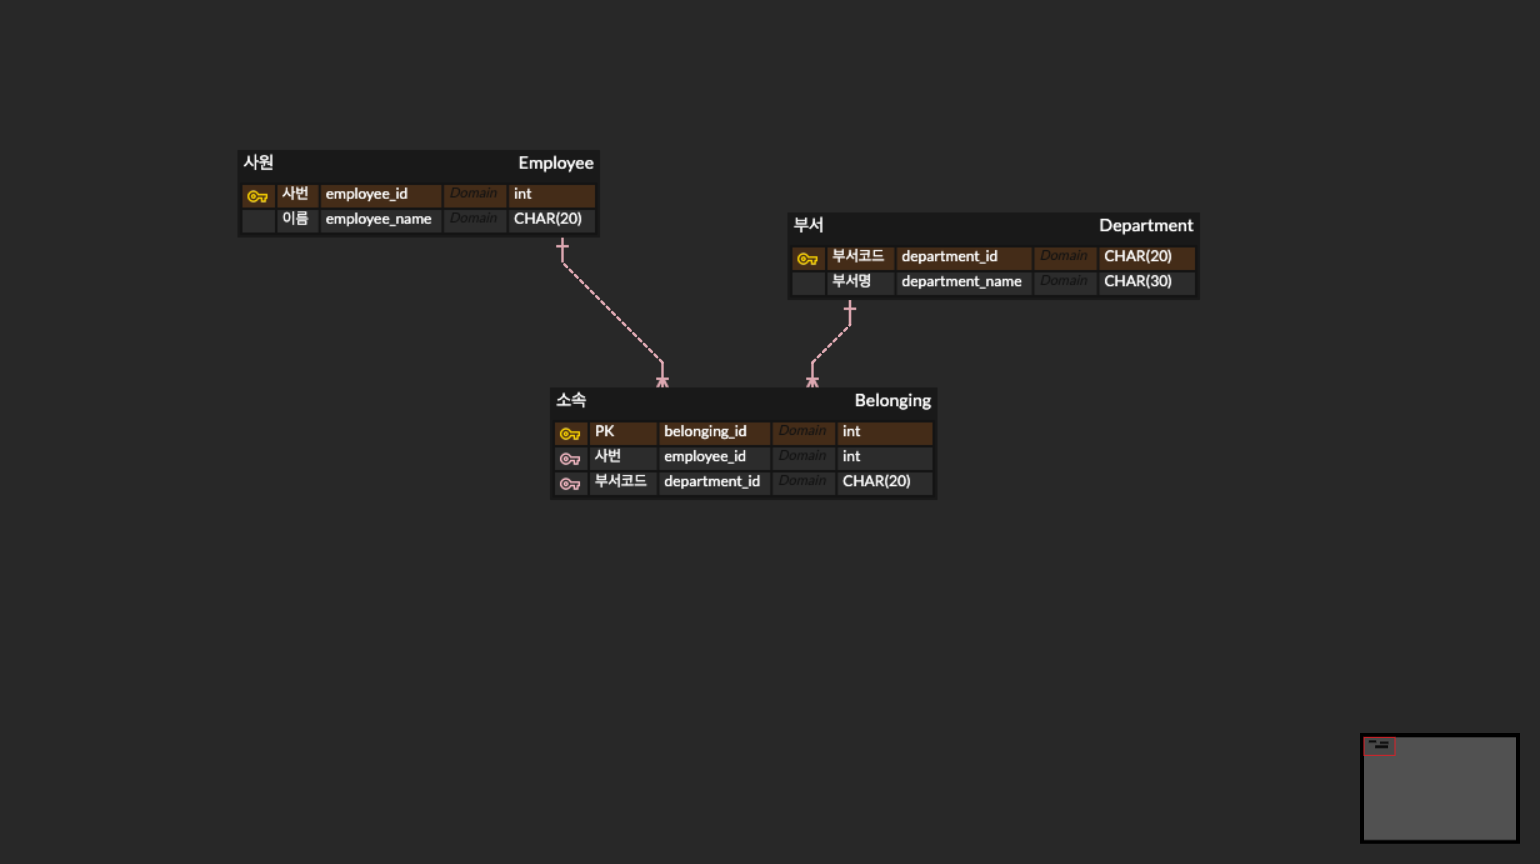 사원 Employee
사번 employee_id Domain int
이름 employee_name Domain CHAR(20)
부서 Department
부서코드 department_id Domain CHAR(20)
부서명 department_name Domain CHAR(30)
소속 Belonging
PK belonging_id Domain int
사번 employee_id Domain int
부서코드 department_id Domain CHAR(20)